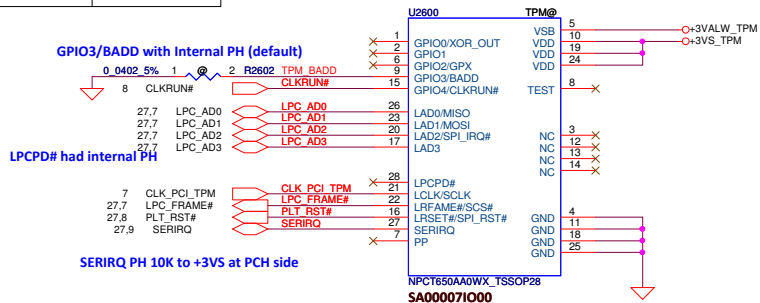 U2600 TPM@
GPIO3/BADD with Internal PH (default)
0_0402_5% 1 @ 2 R2602 TPM_BADD
8 CLKRUN# CLKRUN#
27,7 LPC_AD0 LPC_AD0
27,7 LPC_AD1 LPC_AD1
27,7 LPC_AD2 LPC_AD2
27,7 LPC_AD3 LPC_AD3
LPCPD# had internal PH
7 CLK_PCI_TPM CLK_PCI_TPM
27,7 LPC_FRAME# LPC_FRAME#
27,8 PLT_RST# PLT_RST#
27,9 SERIRQ SERIRQ
SERIRQ PH 10K to +3VS at PCH side
1 GPIO0/XOR_OUT
2 GPIO1
6 GPIO2/GPX
9 GPIO3/BADD
15 GPIO4/CLKRUN#
26 LAD0/MISO
23 LAD1/MOSI
20 LAD2/SPI_IRQ#
17 LAD3
28 LPCPD#
21 LCLK/SCLK
22 LRFAME#/SCS#
16 LRSET#/SPI_RST#
27 SERIRQ
7 PP
VSB 5 +3VALW_TPM
VDD 10 +3VS_TPM
VDD 19
VDD 24
TEST 8
NC 3
NC 12
NC 13
NC 14
GND 4
GND 11
GND 18
GND 25
NPCT650AA0WX_TSSOP28
SA00007IO00